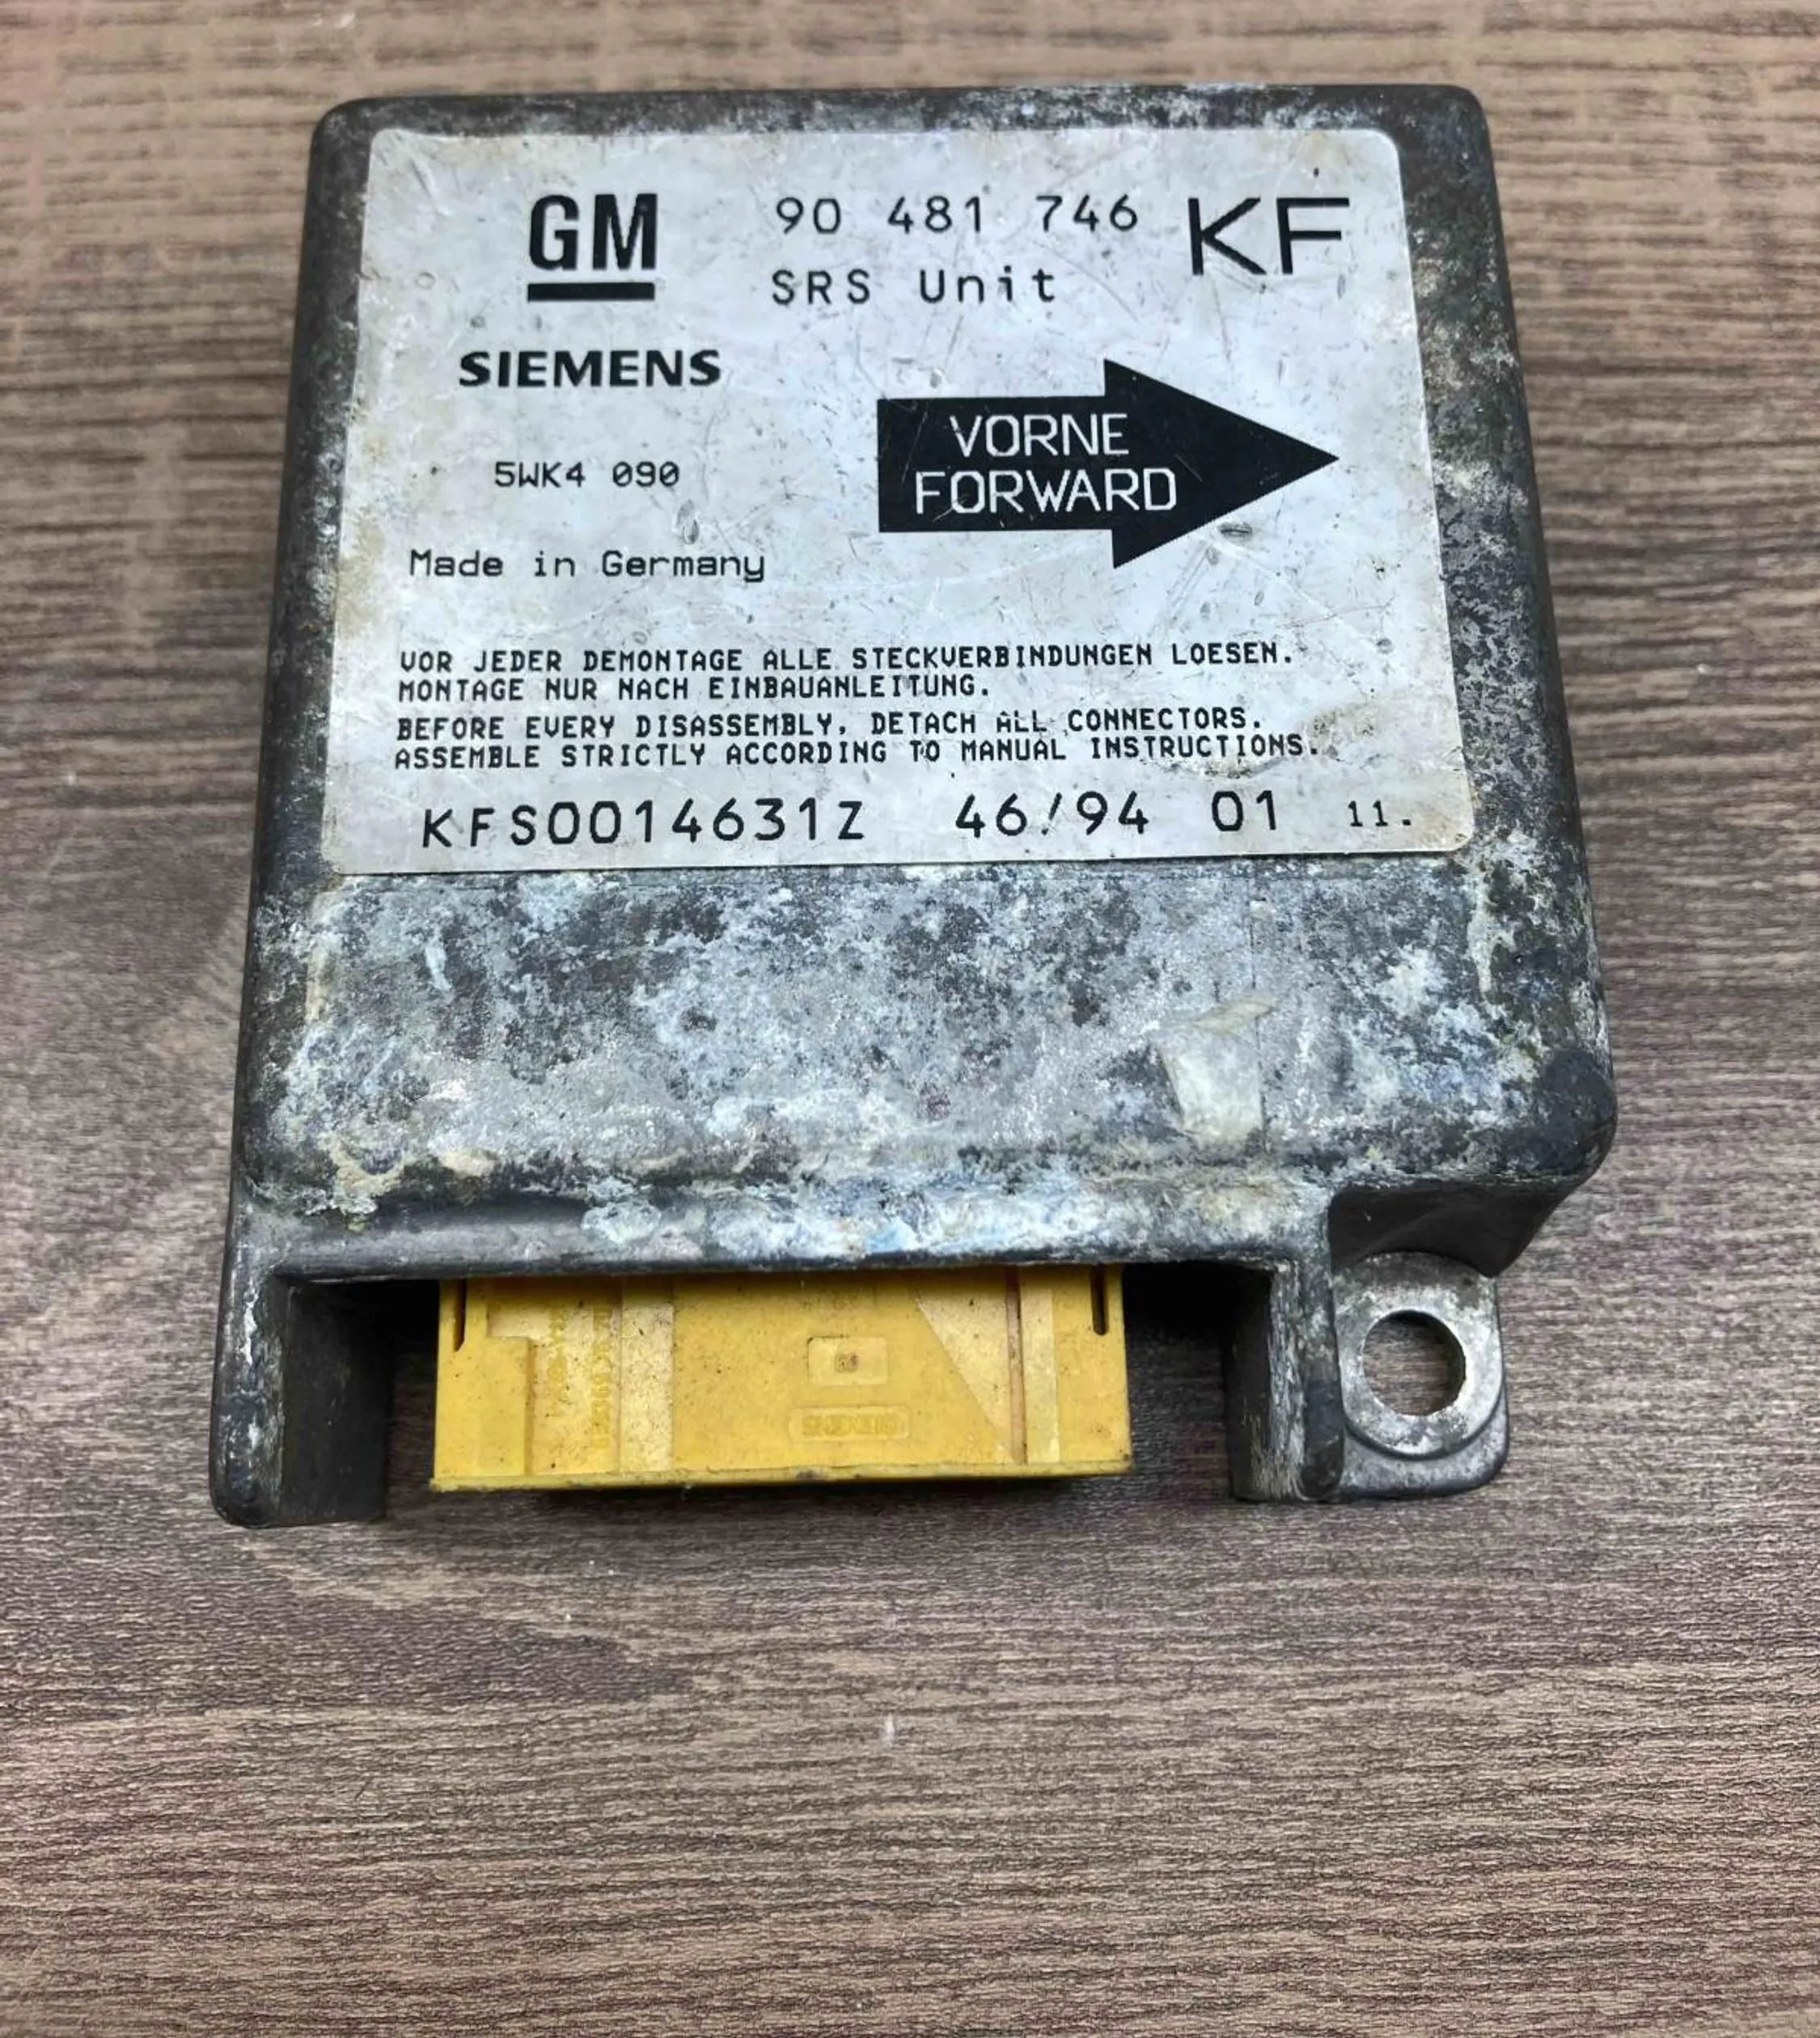 GM
90 481 746 KF
SRS Unit
SIEMENS
VORNE
FORWARD
5WK4 090
Made in Germany
VOR JEDER DEMONTAGE ALLE STECKVERBINDUNGEN LOESEN.
MONTAGE NUR NACH EINBAUANLEITUNG.
BEFORE EVERY DISASSEMBLY, DETACH ALL CONNECTORS.
ASSEMBLE STRICTLY ACCORDING TO MANUAL INSTRUCTIONS.
KFS0014631Z 46/94 01 11.
SIEMENS